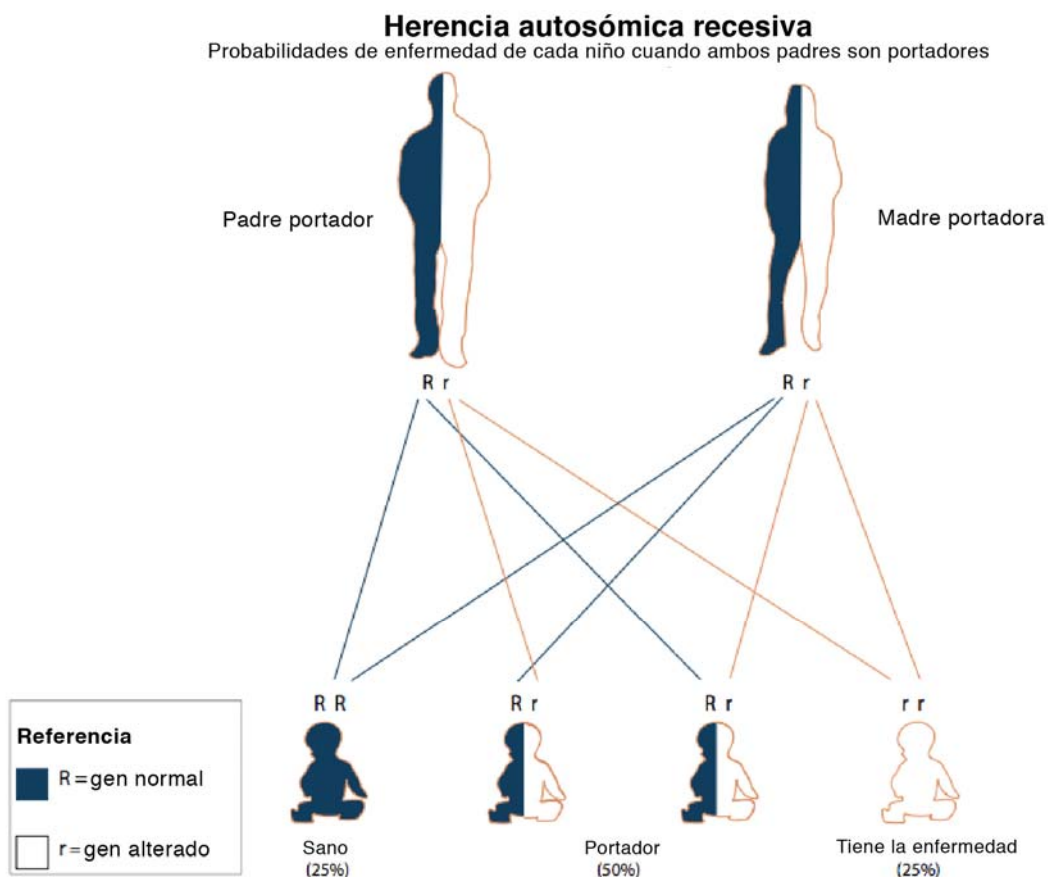 Herencia autosómica recesiva
Probabilidades de enfermedad de cada niño cuando ambos padres son portadores
Padre portador
Madre portadora
R r
R r
R R
R r
R r
r r
Referencia
R=gen normal
r=gen alterado
Sano
(25%)
Portador
(50%)
Tiene la enfermedad
(25%)